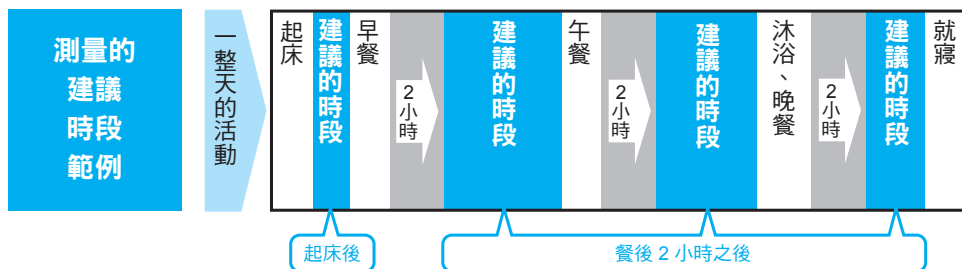 測量的
建議
時段
範例
一整天的活動
起床
建議的時段
早餐
2小時
建議的時段
午餐
2小時
建議的時段
沐浴、晚餐
2小時
建議的時段
就寢
起床後
餐後 2 小時之後